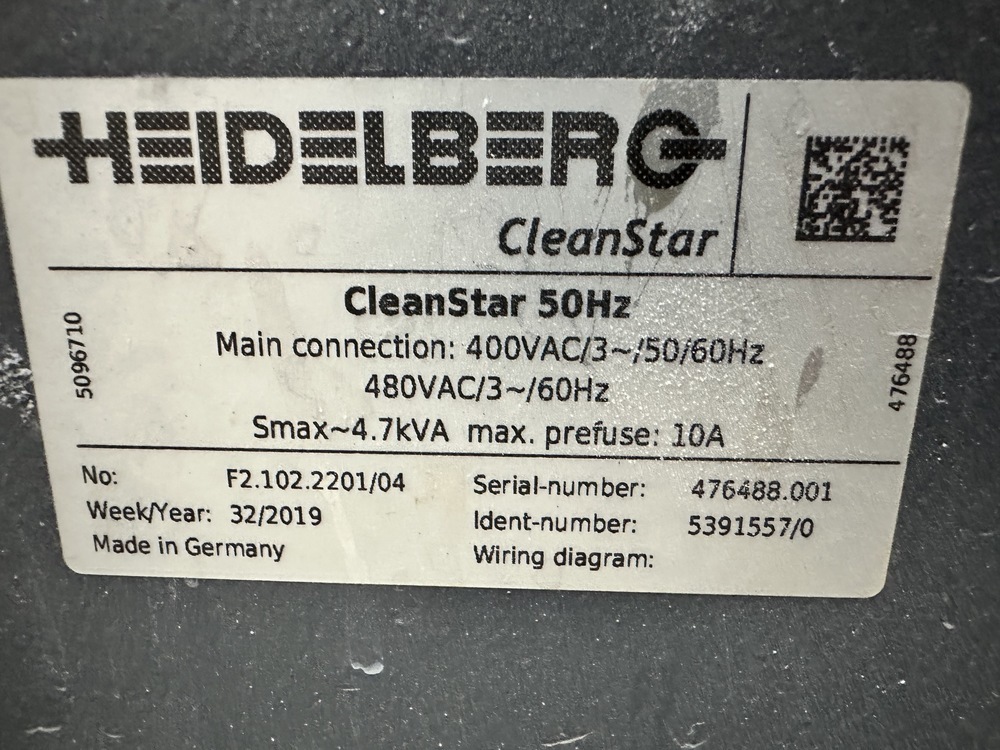 HEIDELBERG
CleanStar
CleanStar 50Hz
Main connection: 400VAC/3~/50/60Hz
480VAC/3~/60Hz
Smax~4.7kVA max. prefuse: 10A
5096710
476488
No: F2.102.2201/04
Week/Year: 32/2019
Made in Germany
Serial-number: 476488.001
Ident-number: 5391557/0
Wiring diagram: